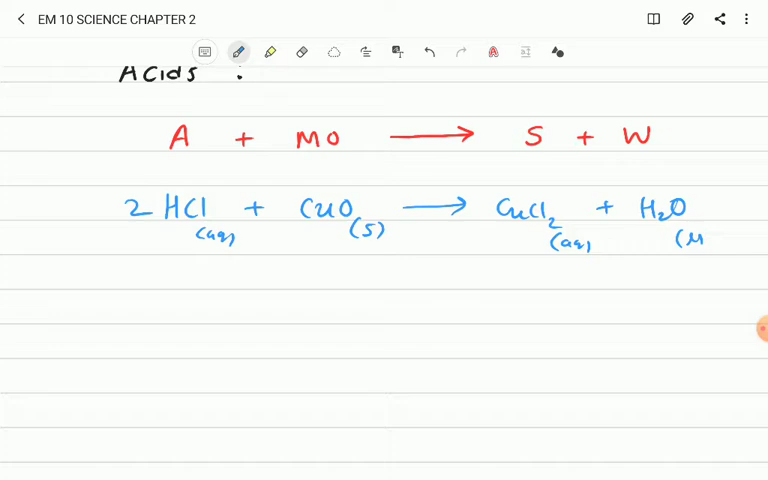 EM 10 SCIENCE CHAPTER 2
Acids :
A + MO → S + W
2 HCl + CuO → CuCl2 + H2O
(aq) (s) (aq)